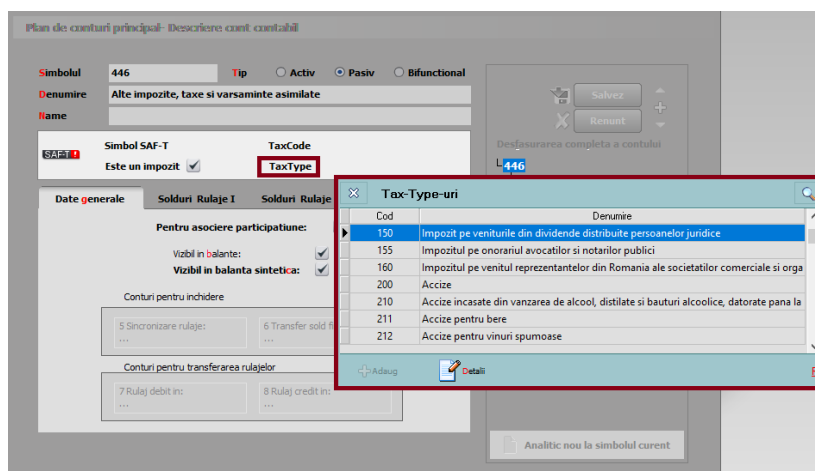 Plan de conturi principal- Descriere cont contabil
Simbolul 446 Tip Activ Pasiv Bifunctional
Denumire Alte impozite, taxe si varsaminte asimilate
Name
Salvez
Renunt
Desfasurarea completa a contului
446
SAF-T
Simbol SAF-T TaxCode
Este un impozit TaxType
Date generale Solduri Rulaje I Solduri Rulaje
Pentru asociere participatiune:
Vizibil in balante:
Vizibil in balanta sintetica:
Conturi pentru inchidere
5 Sincronizare rulaje: 6 Transfer sold
... ...
Conturi pentru transferarea rulajelor
7 Rulaj debit in: 8 Rulaj credit in:
... ...
Tax-Type-uri
Cod Denumire
150 Impozit pe veniturile din dividende distribuite persoanelor juridice
155 Impozitul pe onorariul avocatilor si notarilor publici
160 Impozitul pe venitul reprezentantelor din Romania ale societatilor comerciale si orga
200 Accize
210 Accize incasate din vanzarea de alcool, distilate si bauturi alcoolice, datorate pana la
211 Accize pentru bere
212 Accize pentru vinuri spumoase
Adaug Detalii
Analitic nou la simbolul curent